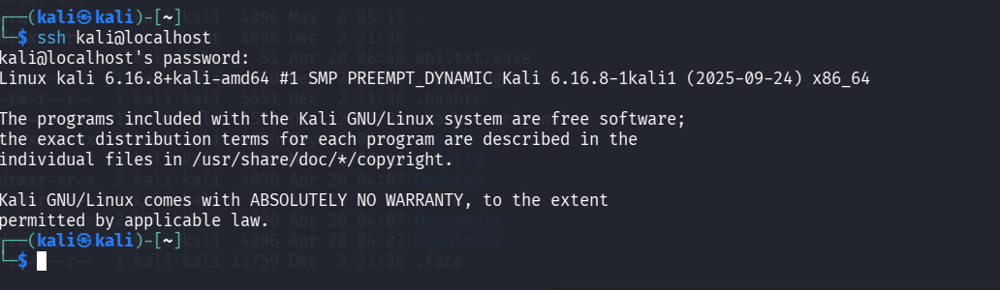 ┌──(kali㉿kali)-[~]
└─$ ssh kali@localhost
kali@localhost's password:
Linux kali 6.16.8+kali-amd64 #1 SMP PREEMPT_DYNAMIC Kali 6.16.8-1kali1 (2025-09-24) x86_64
The programs included with the Kali GNU/Linux system are free software;
the exact distribution terms for each program are described in the
individual files in /usr/share/doc/*/copyright.
Kali GNU/Linux comes with ABSOLUTELY NO WARRANTY, to the extent
permitted by applicable law.
┌──(kali㉿kali)-[~]
└─$